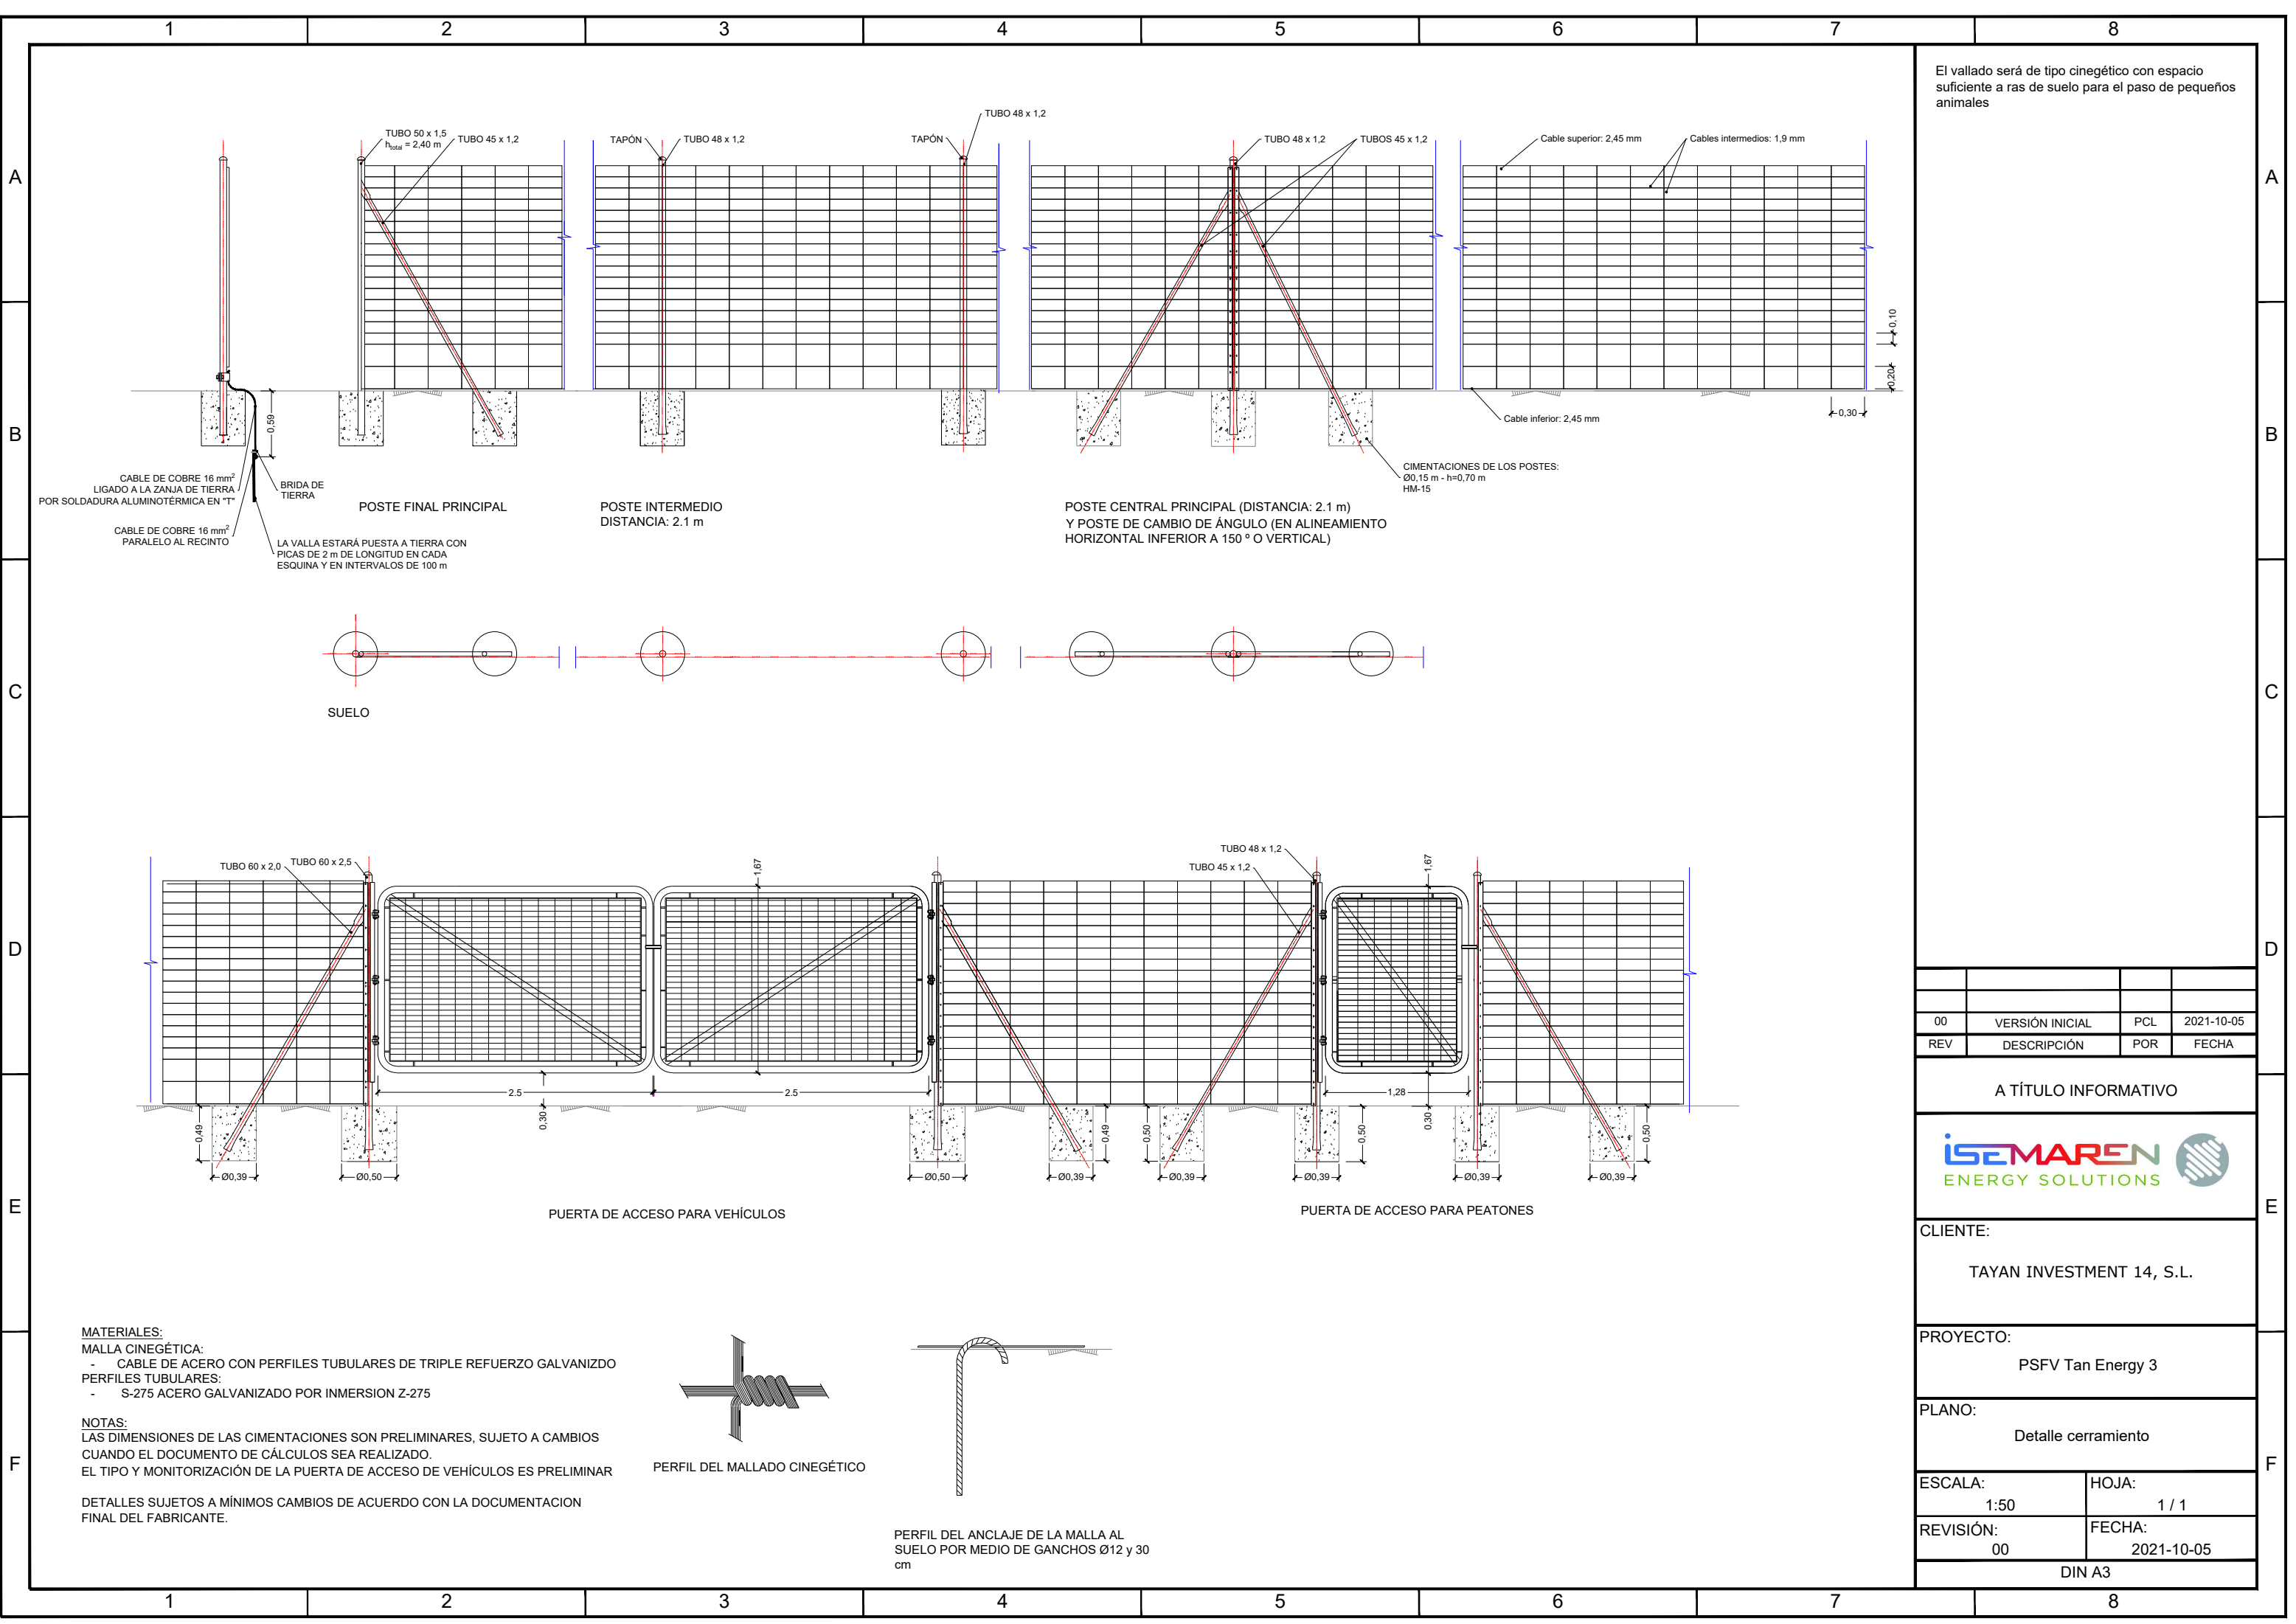 1 2 3 4 5 6 7 8
A
B
C
D
E
F
A
B
C
D
E
F
El vallado será de tipo cinegético con espacio
suficiente a ras de suelo para el paso de pequeños
animales
TUBO 50 x 1,5
htotal = 2,40 m
TUBO 45 x 1,2
TAPÓN
TUBO 48 x 1,2
TAPÓN
TUBO 48 x 1,2
TUBO 48 x 1,2
TUBOS 45 x 1,2
Cable superior: 2,45 mm
Cables intermedios: 1,9 mm
0,10
0,20
0,30
Cable inferior: 2,45 mm
0,59
CABLE DE COBRE 16 mm²
LIGADO A LA ZANJA DE TIERRA
POR SOLDADURA ALUMINOTÉRMICA EN "T"
BRIDA DE
TIERRA
CABLE DE COBRE 16 mm²
PARALELO AL RECINTO
LA VALLA ESTARÁ PUESTA A TIERRA CON
PICAS DE 2 m DE LONGITUD EN CADA
ESQUINA Y EN INTERVALOS DE 100 m
POSTE FINAL PRINCIPAL
POSTE INTERMEDIO
DISTANCIA: 2.1 m
CIMENTACIONES DE LOS POSTES:
Ø0,15 m - h=0,70 m
HM-15
POSTE CENTRAL PRINCIPAL (DISTANCIA: 2.1 m)
Y POSTE DE CAMBIO DE ÁNGULO (EN ALINEAMIENTO
HORIZONTAL INFERIOR A 150 º O VERTICAL)
SUELO
TUBO 60 x 2,0
TUBO 60 x 2,5
1,67
TUBO 48 x 1,2
TUBO 45 x 1,2
1,67
2.5
2.5
0,30
1,28
0,30
0,49
0,49
0,50
0,50
0,50
Ø0,39
Ø0,50
Ø0,50
Ø0,39
Ø0,39
Ø0,39
Ø0,39
Ø0,39
PUERTA DE ACCESO PARA VEHÍCULOS
PUERTA DE ACCESO PARA PEATONES
MATERIALES:
MALLA CINEGÉTICA:
- CABLE DE ACERO CON PERFILES TUBULARES DE TRIPLE REFUERZO GALVANIZDO
PERFILES TUBULARES:
- S-275 ACERO GALVANIZADO POR INMERSION Z-275
NOTAS:
LAS DIMENSIONES DE LAS CIMENTACIONES SON PRELIMINARES, SUJETO A CAMBIOS
CUANDO EL DOCUMENTO DE CÁLCULOS SEA REALIZADO.
EL TIPO Y MONITORIZACIÓN DE LA PUERTA DE ACCESO DE VEHÍCULOS ES PRELIMINAR
DETALLES SUJETOS A MÍNIMOS CAMBIOS DE ACUERDO CON LA DOCUMENTACION
FINAL DEL FABRICANTE.
PERFIL DEL MALLADO CINEGÉTICO
PERFIL DEL ANCLAJE DE LA MALLA AL
SUELO POR MEDIO DE GANCHOS Ø12 y 30
cm
00 VERSIÓN INICIAL PCL 2021-10-05
REV DESCRIPCIÓN POR FECHA
A TÍTULO INFORMATIVO
iSEMAREN
ENERGY SOLUTIONS
CLIENTE:
TAYAN INVESTMENT 14, S.L.
PROYECTO:
PSFV Tan Energy 3
PLANO:
Detalle cerramiento
ESCALA:
1:50
HOJA:
1 / 1
REVISIÓN:
00
FECHA:
2021-10-05
DIN A3
1 2 3 4 5 6 7 8